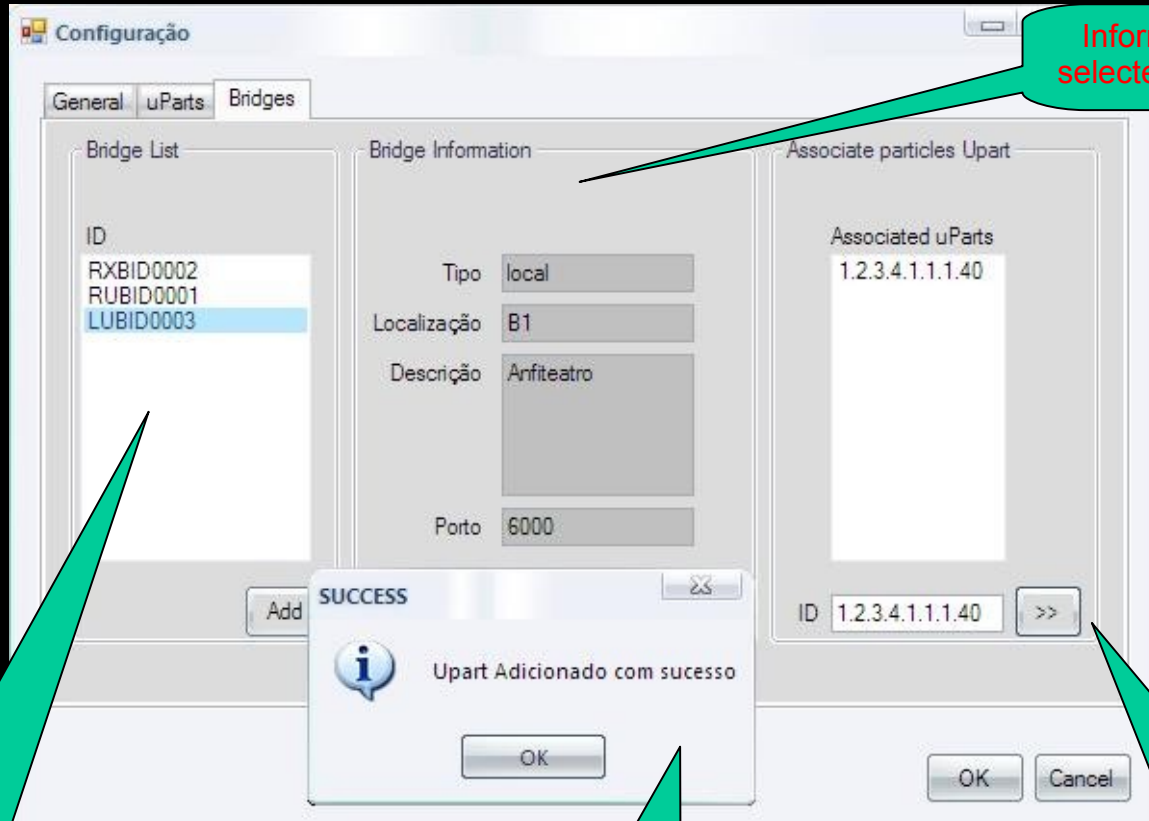 Configuração
Infor
selecte
General uParts Bridges
Bridge List
Bridge Information
Associate particles Upart
ID
RXBID0002
RUBID0001
LUBID0003
Tipo local
Localização B1
Descrição Anfiteatro
Porto 6000
Associated uParts
1.2.3.4.1.1.1.40
Add
ID 1.2.3.4.1.1.1.40 >>
SUCCESS
Upart Adicionado com sucesso
OK
OK Cancel